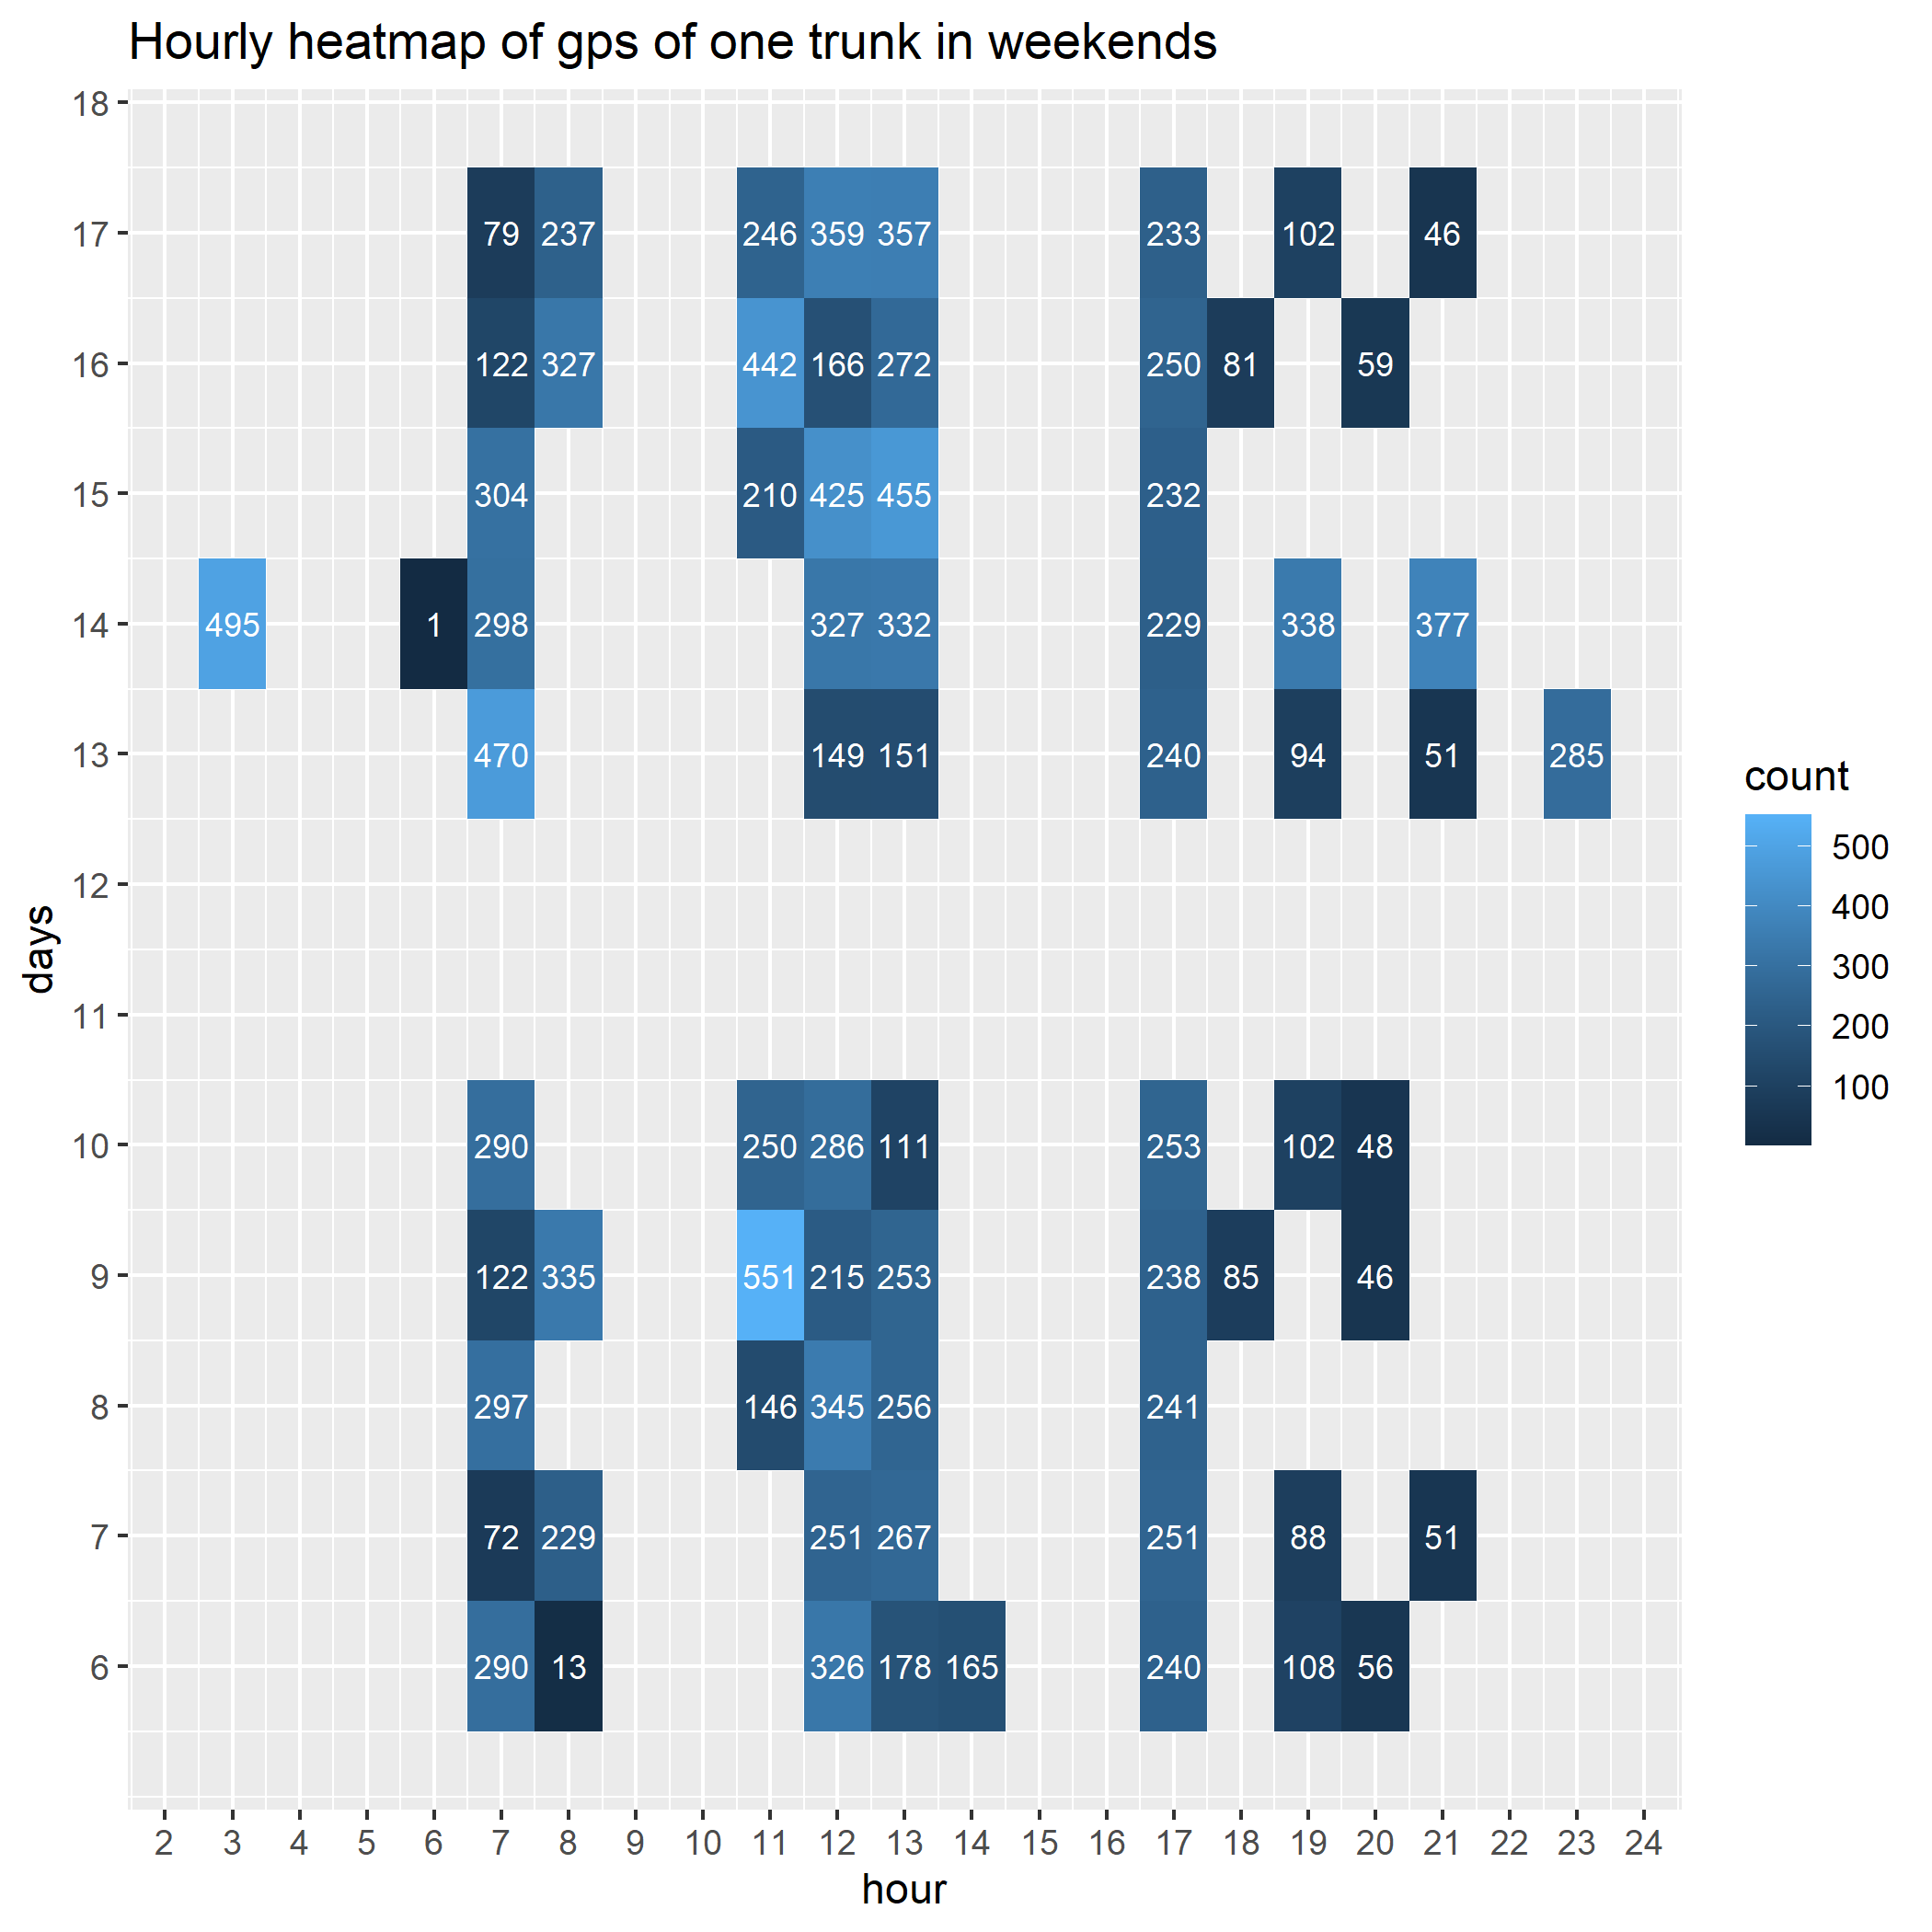 Hourly heatmap of gps of one trunk in weekends
18
17 79 237 246 359 357 233 102 46
16 122 327 442 166 272 250 81 59
15 304 210 425 455 232
14 495 1 298 327 332 229 338 377
13 470 149 151 240 94 51 285
12
11
10 290 250 286 111 253 102 48
9 122 335 551 215 253 238 85 46
8 297 146 345 256 241
7 72 229 251 267 251 88 51
6 290 13 326 178 165 240 108 56
2 3 4 5 6 7 8 9 10 11 12 13 14 15 16 17 18 19 20 21 22 23 24
hour
days
count
500
400
300
200
100